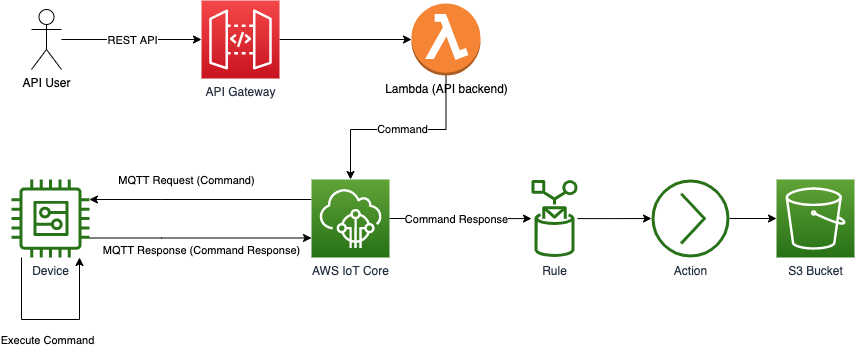 REST API
API User
API Gateway
Lambda (API backend)
Command
MQTT Request (Command)
Command Response
MQTT Response (Command Response)
Device
AWS IoT Core
Rule
Action
S3 Bucket
Execute Command